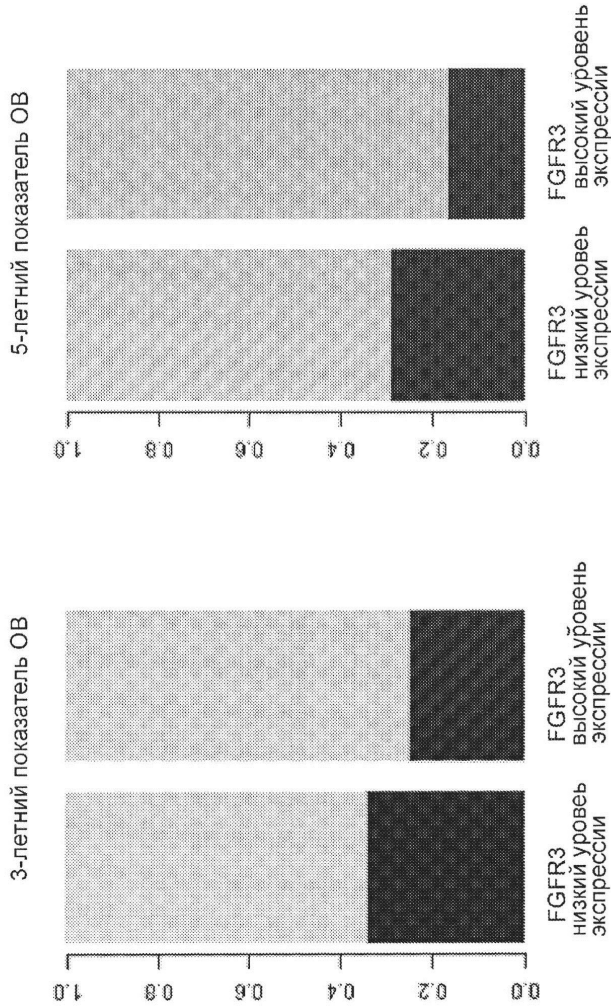 3-летний показатель ОВ
1.0
0.8
0.6
0.4
0.2
0.0
FGFR3
низкий уровеь
экспрессии
FGFR3
высокий уровень
экспрессии
5-летний показатель ОВ
1.0
0.8
0.6
0.4
0.2
0.0
FGFR3
низкий уровеь
экспрессии
FGFR3
высокий уровень
экспрессии